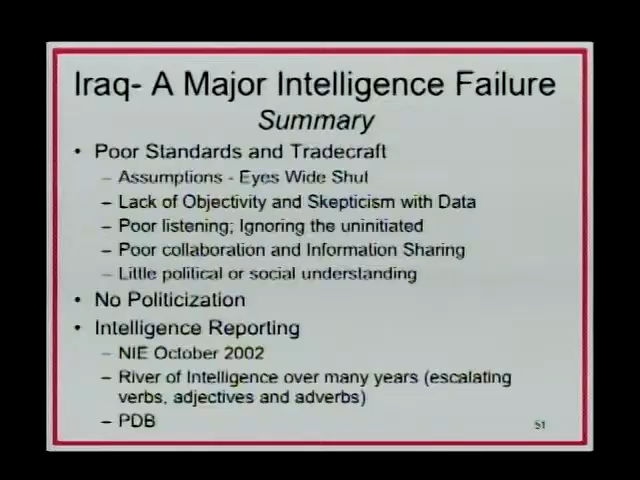 Iraq- A Major Intelligence Failure
Summary
• Poor Standards and Tradecraft
– Assumptions - Eyes Wide Shut
– Lack of Objectivity and Skepticism with Data
– Poor listening; Ignoring the uninitiated
– Poor collaboration and Information Sharing
– Little political or social understanding
• No Politicization
• Intelligence Reporting
– NIE October 2002
– River of Intelligence over many years (escalating
verbs, adjectives and adverbs)
– PDB
51